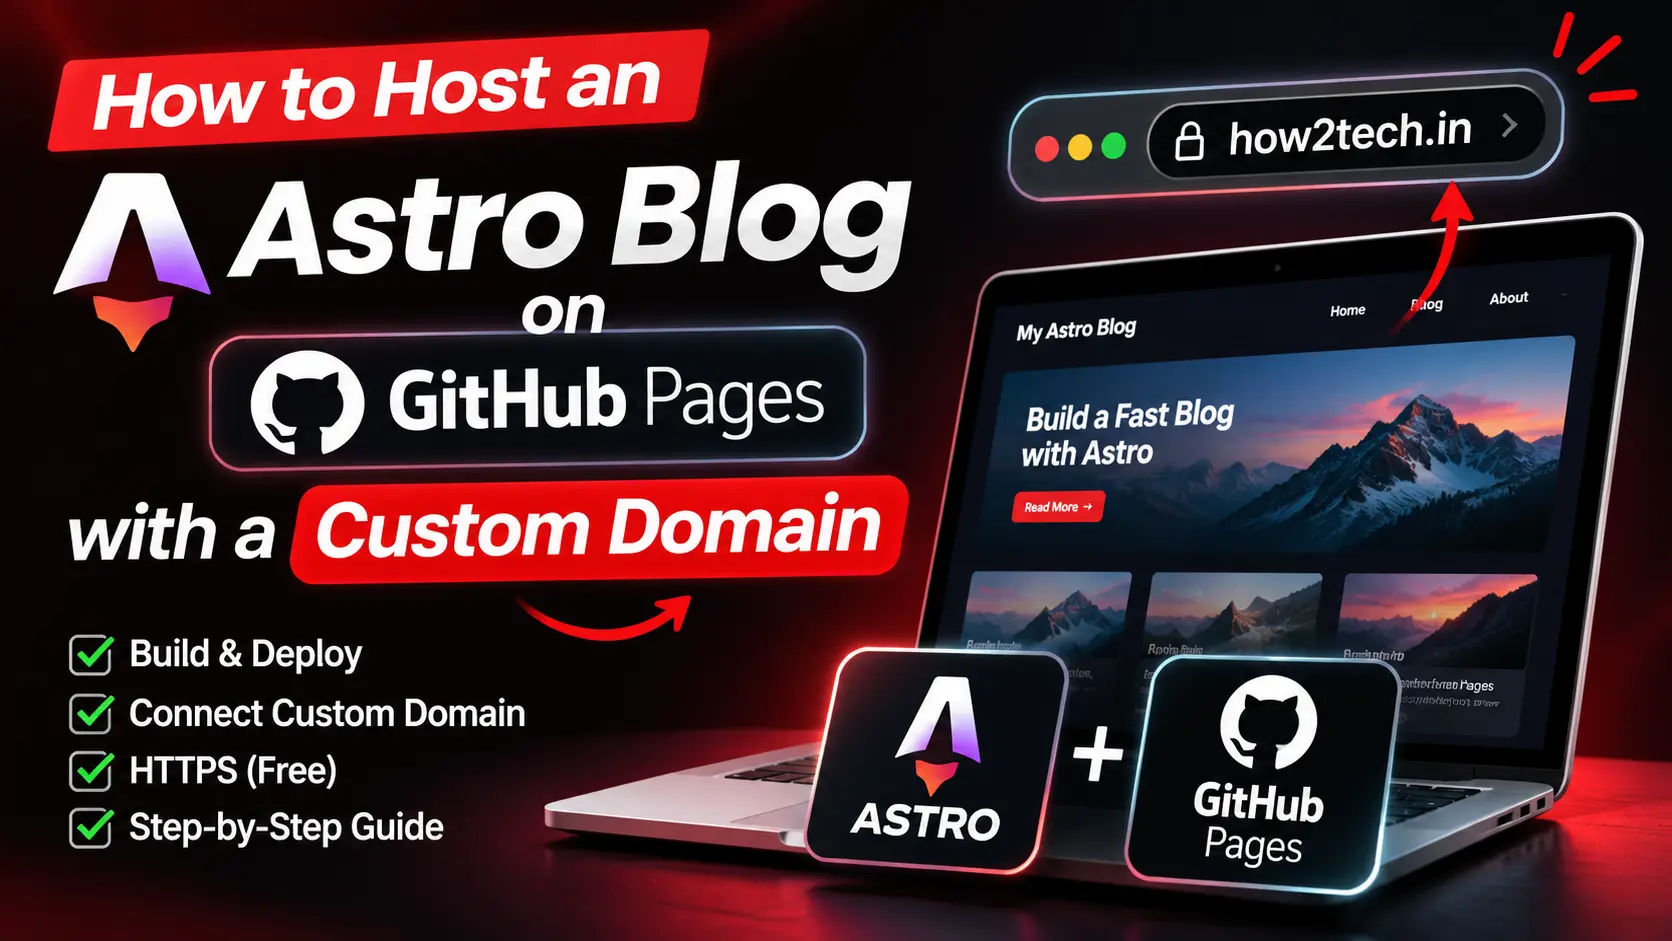 How to Host an
Astro Blog
on
GitHub Pages
with a Custom Domain
Build & Deploy
Connect Custom Domain
HTTPS (Free)
Step-by-Step Guide
how2tech.in
My Astro Blog
Home
About
Build a Fast Blog
with Astro
Read More →
ASTRO
+
GitHub
Pages
Pages